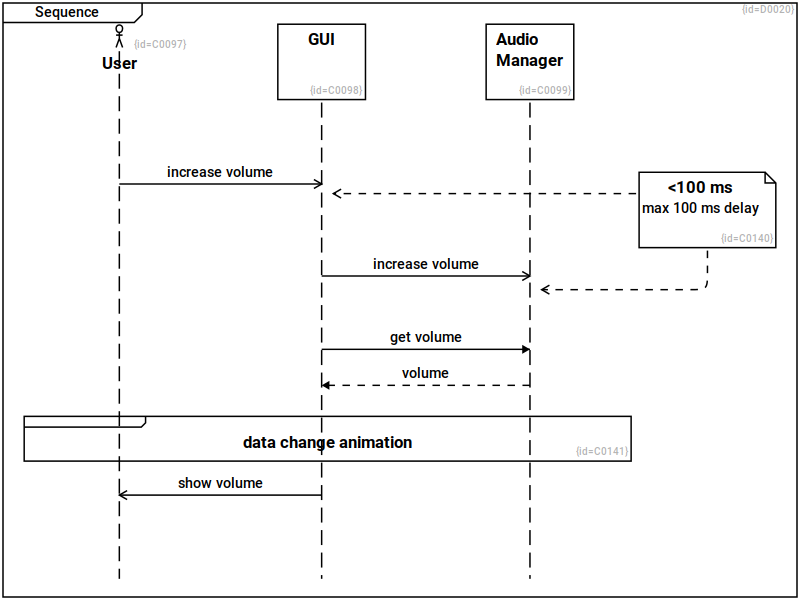 Sequence
{id=D0020}
{id=C0097}
User
GUI
{id=C0098}
Audio
Manager
{id=C0099}
increase volume
<100 ms
max 100 ms delay
{id=C0140}
increase volume
get volume
volume
data change animation
{id=C0141}
show volume